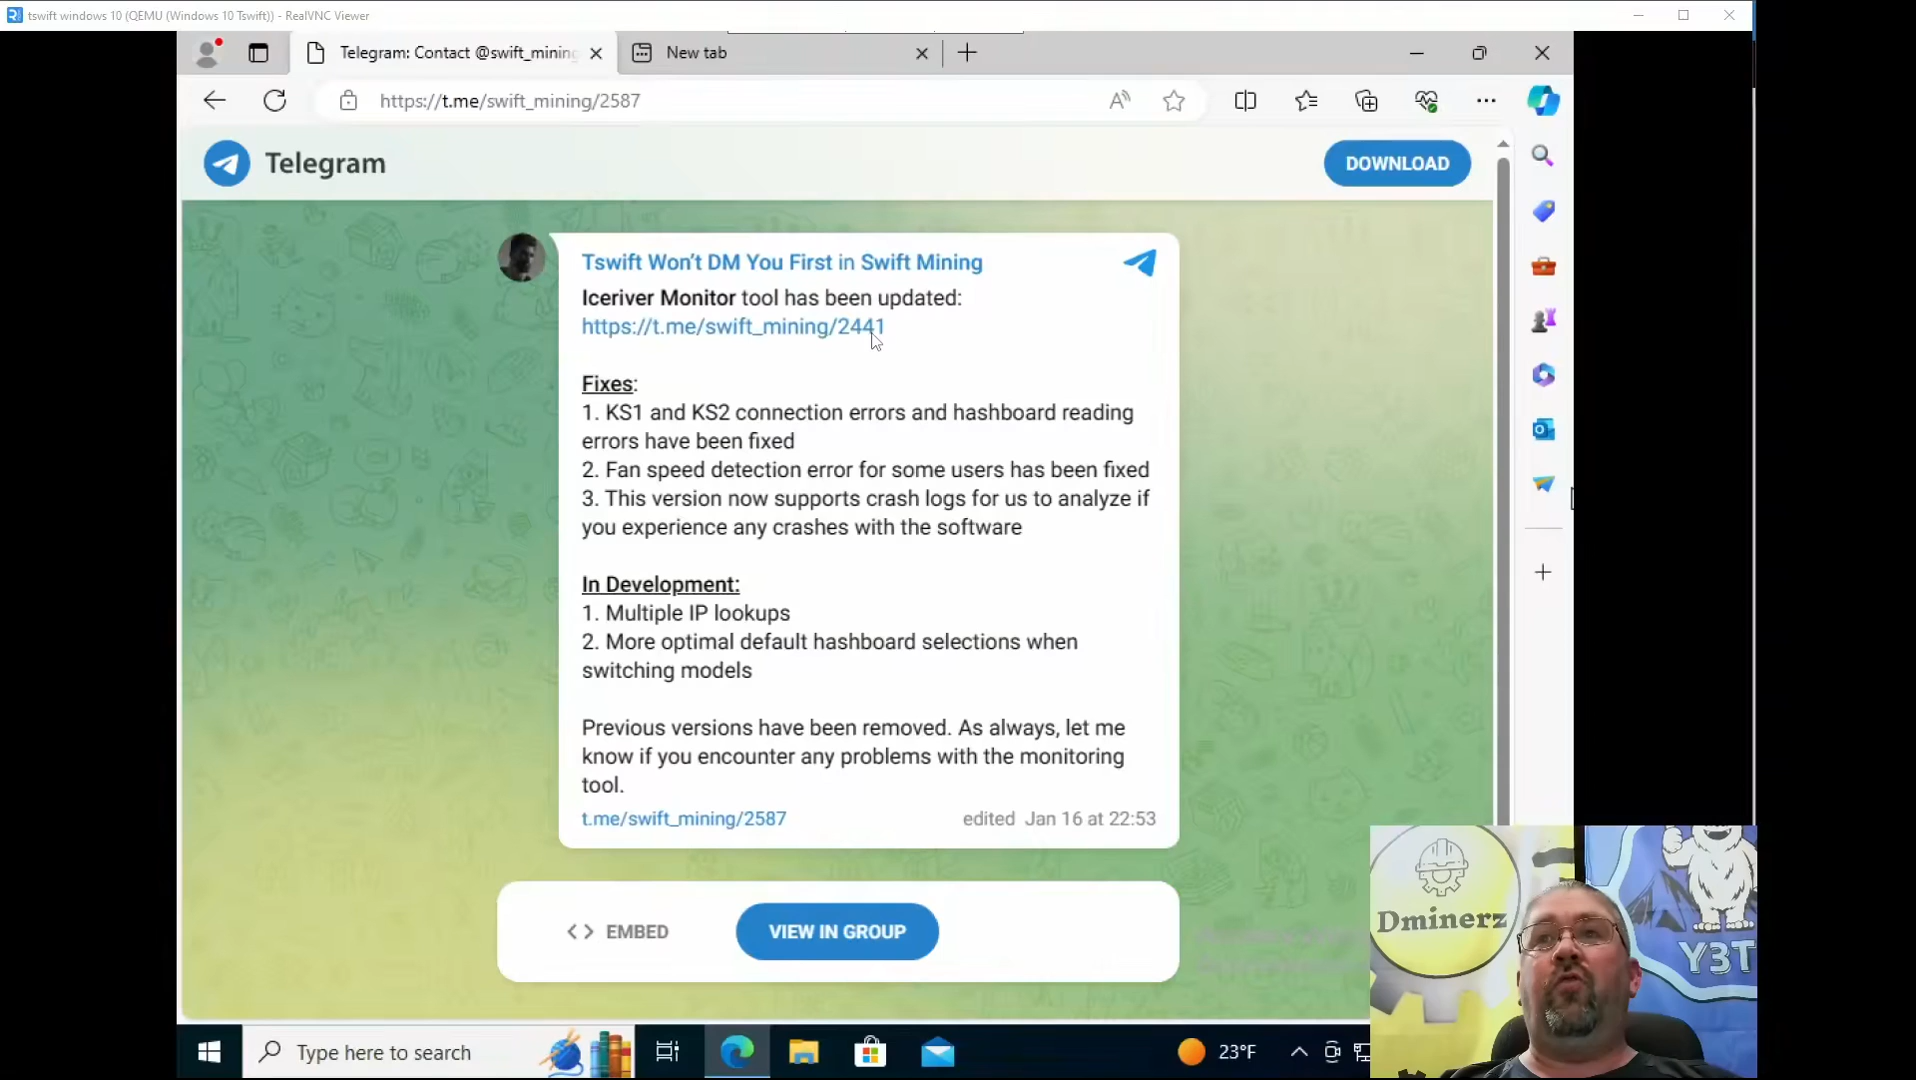 tswift windows 10 (QEMU (Windows 10 Tswift)) - RealVNC Viewer
Telegram: Contact @swift_mining
New tab
https://t.me/swift_mining/2587
Telegram
DOWNLOAD
Tswift Won't DM You First in Swift Mining
Iceriver Monitor tool has been updated:
https://t.me/swift_mining/2441
Fixes:
1. KS1 and KS2 connection errors and hashboard reading
errors have been fixed
2. Fan speed detection error for some users has been fixed
3. This version now supports crash logs for us to analyze if
you experience any crashes with the software
In Development:
1. Multiple IP lookups
2. More optimal default hashboard selections when
switching models
Previous versions have been removed. As always, let me
know if you encounter any problems with the monitoring
tool.
t.me/swift_mining/2587
edited Jan 16 at 22:53
EMBED
VIEW IN GROUP
Dminerz
Y3T
Type here to search
23°F